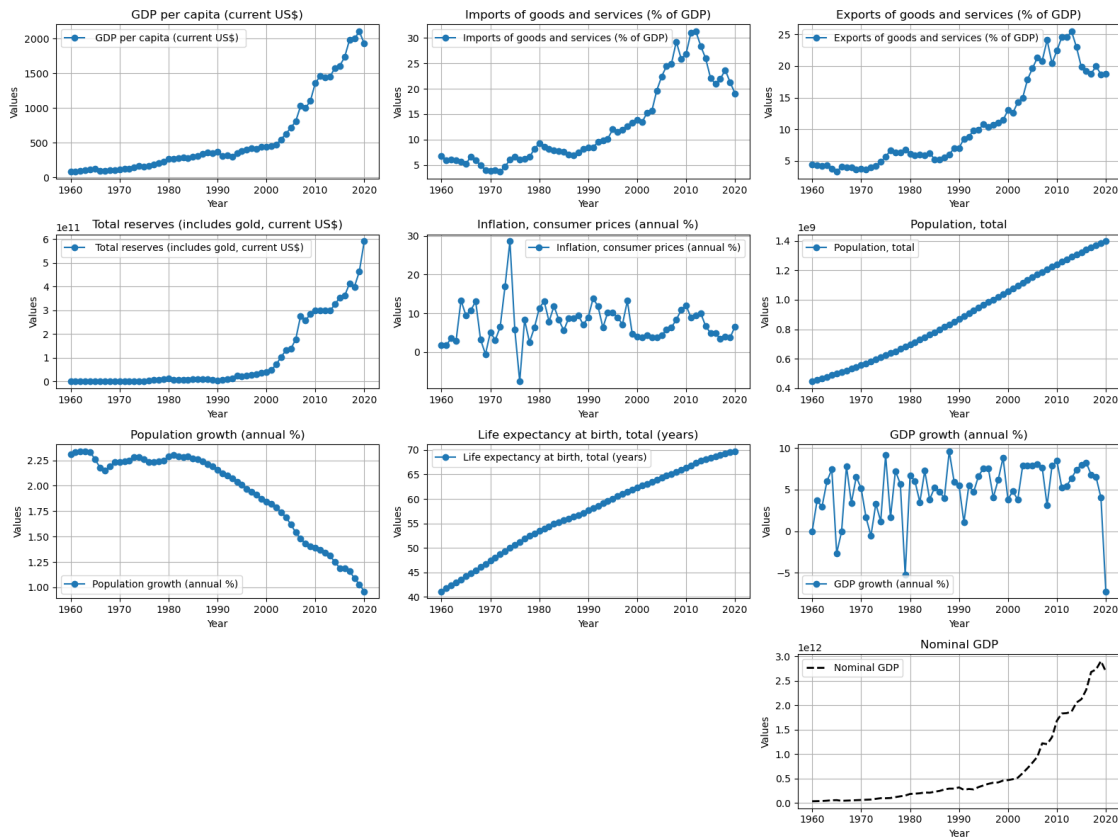 GDP per capita (current US$)
GDP per capita (current US$)
Values
2000
1500
1000
500
0
1960 1970 1980 1990 2000 2010 2020
Year
Imports of goods and services (% of GDP)
Imports of goods and services (% of GDP)
Values
30
25
20
15
10
5
1960 1970 1980 1990 2000 2010 2020
Year
Exports of goods and services (% of GDP)
Exports of goods and services (% of GDP)
Values
25
20
15
10
5
1960 1970 1980 1990 2000 2010 2020
Year
Total reserves (includes gold, current US$)
1e11
Total reserves (includes gold, current US$)
Values
6
5
4
3
2
1
0
1960 1970 1980 1990 2000 2010 2020
Year
Inflation, consumer prices (annual %)
Inflation, consumer prices (annual %)
Values
30
20
10
0
1960 1970 1980 1990 2000 2010 2020
Year
Population, total
1e9
Population, total
Values
1.4
1.2
1.0
0.8
0.6
0.4
1960 1970 1980 1990 2000 2010 2020
Year
Population growth (annual %)
Values
2.25
2.00
1.75
1.50
1.25
1.00
Population growth (annual %)
1960 1970 1980 1990 2000 2010 2020
Year
Life expectancy at birth, total (years)
Life expectancy at birth, total (years)
Values
70
65
60
55
50
45
40
1960 1970 1980 1990 2000 2010 2020
Year
GDP growth (annual %)
Values
10
5
0
−5
GDP growth (annual %)
1960 1970 1980 1990 2000 2010 2020
Year
Nominal GDP
1e12
Nominal GDP
Values
3.0
2.5
2.0
1.5
1.0
0.5
0.0
1960 1970 1980 1990 2000 2010 2020
Year